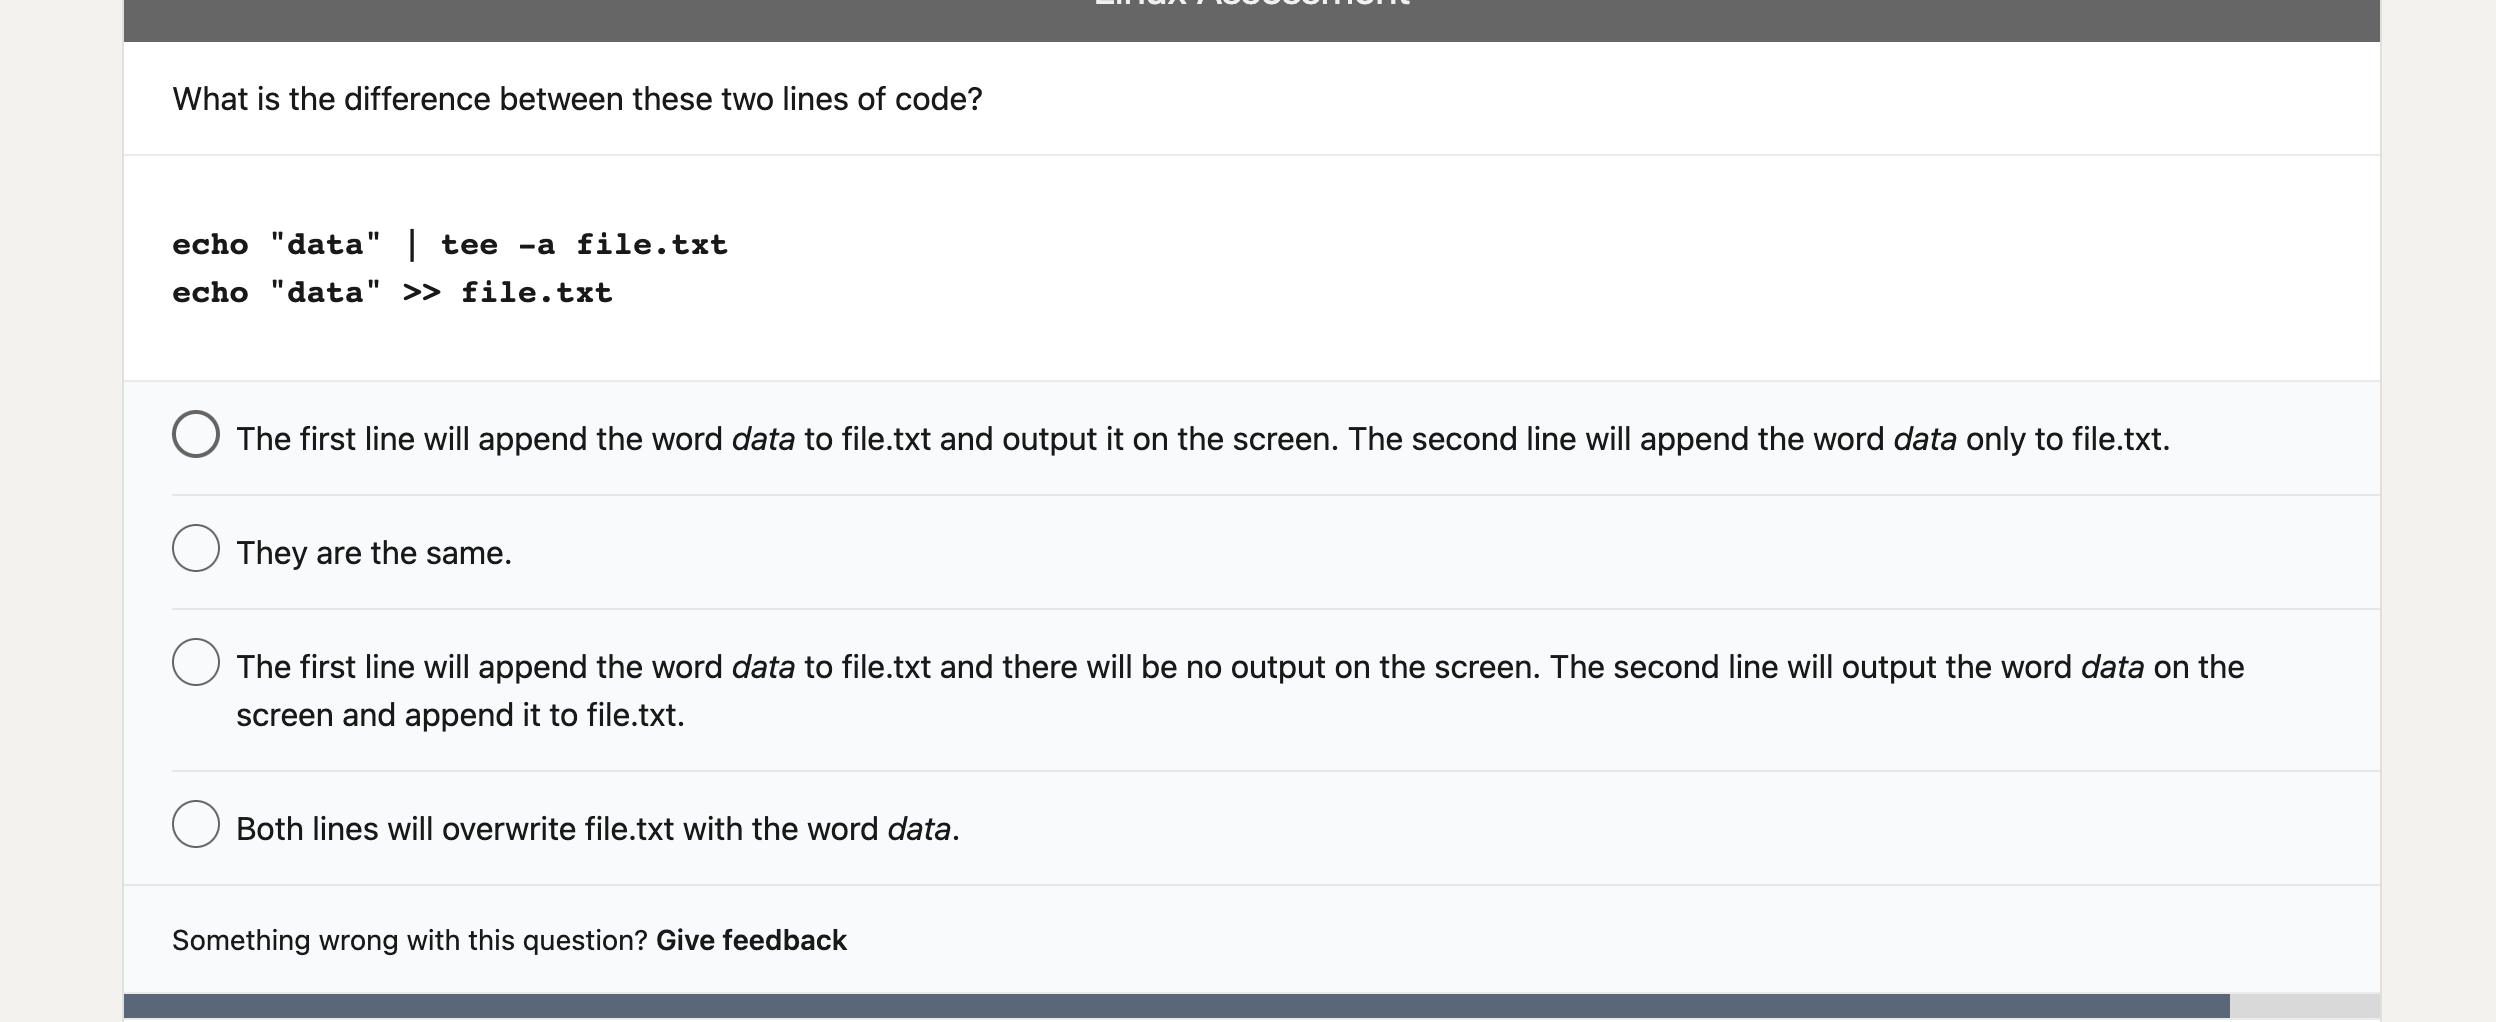 Linux Assessment
What is the difference between these two lines of code?
echo "data" | tee -a file.txt
echo "data" >> file.txt
The first line will append the word data to file.txt and output it on the screen. The second line will append the word data only to file.txt.
They are the same.
The first line will append the word data to file.txt and there will be no output on the screen. The second line will output the word data on the
screen and append it to file.txt.
Both lines will overwrite file.txt with the word data.
Something wrong with this question? Give feedback